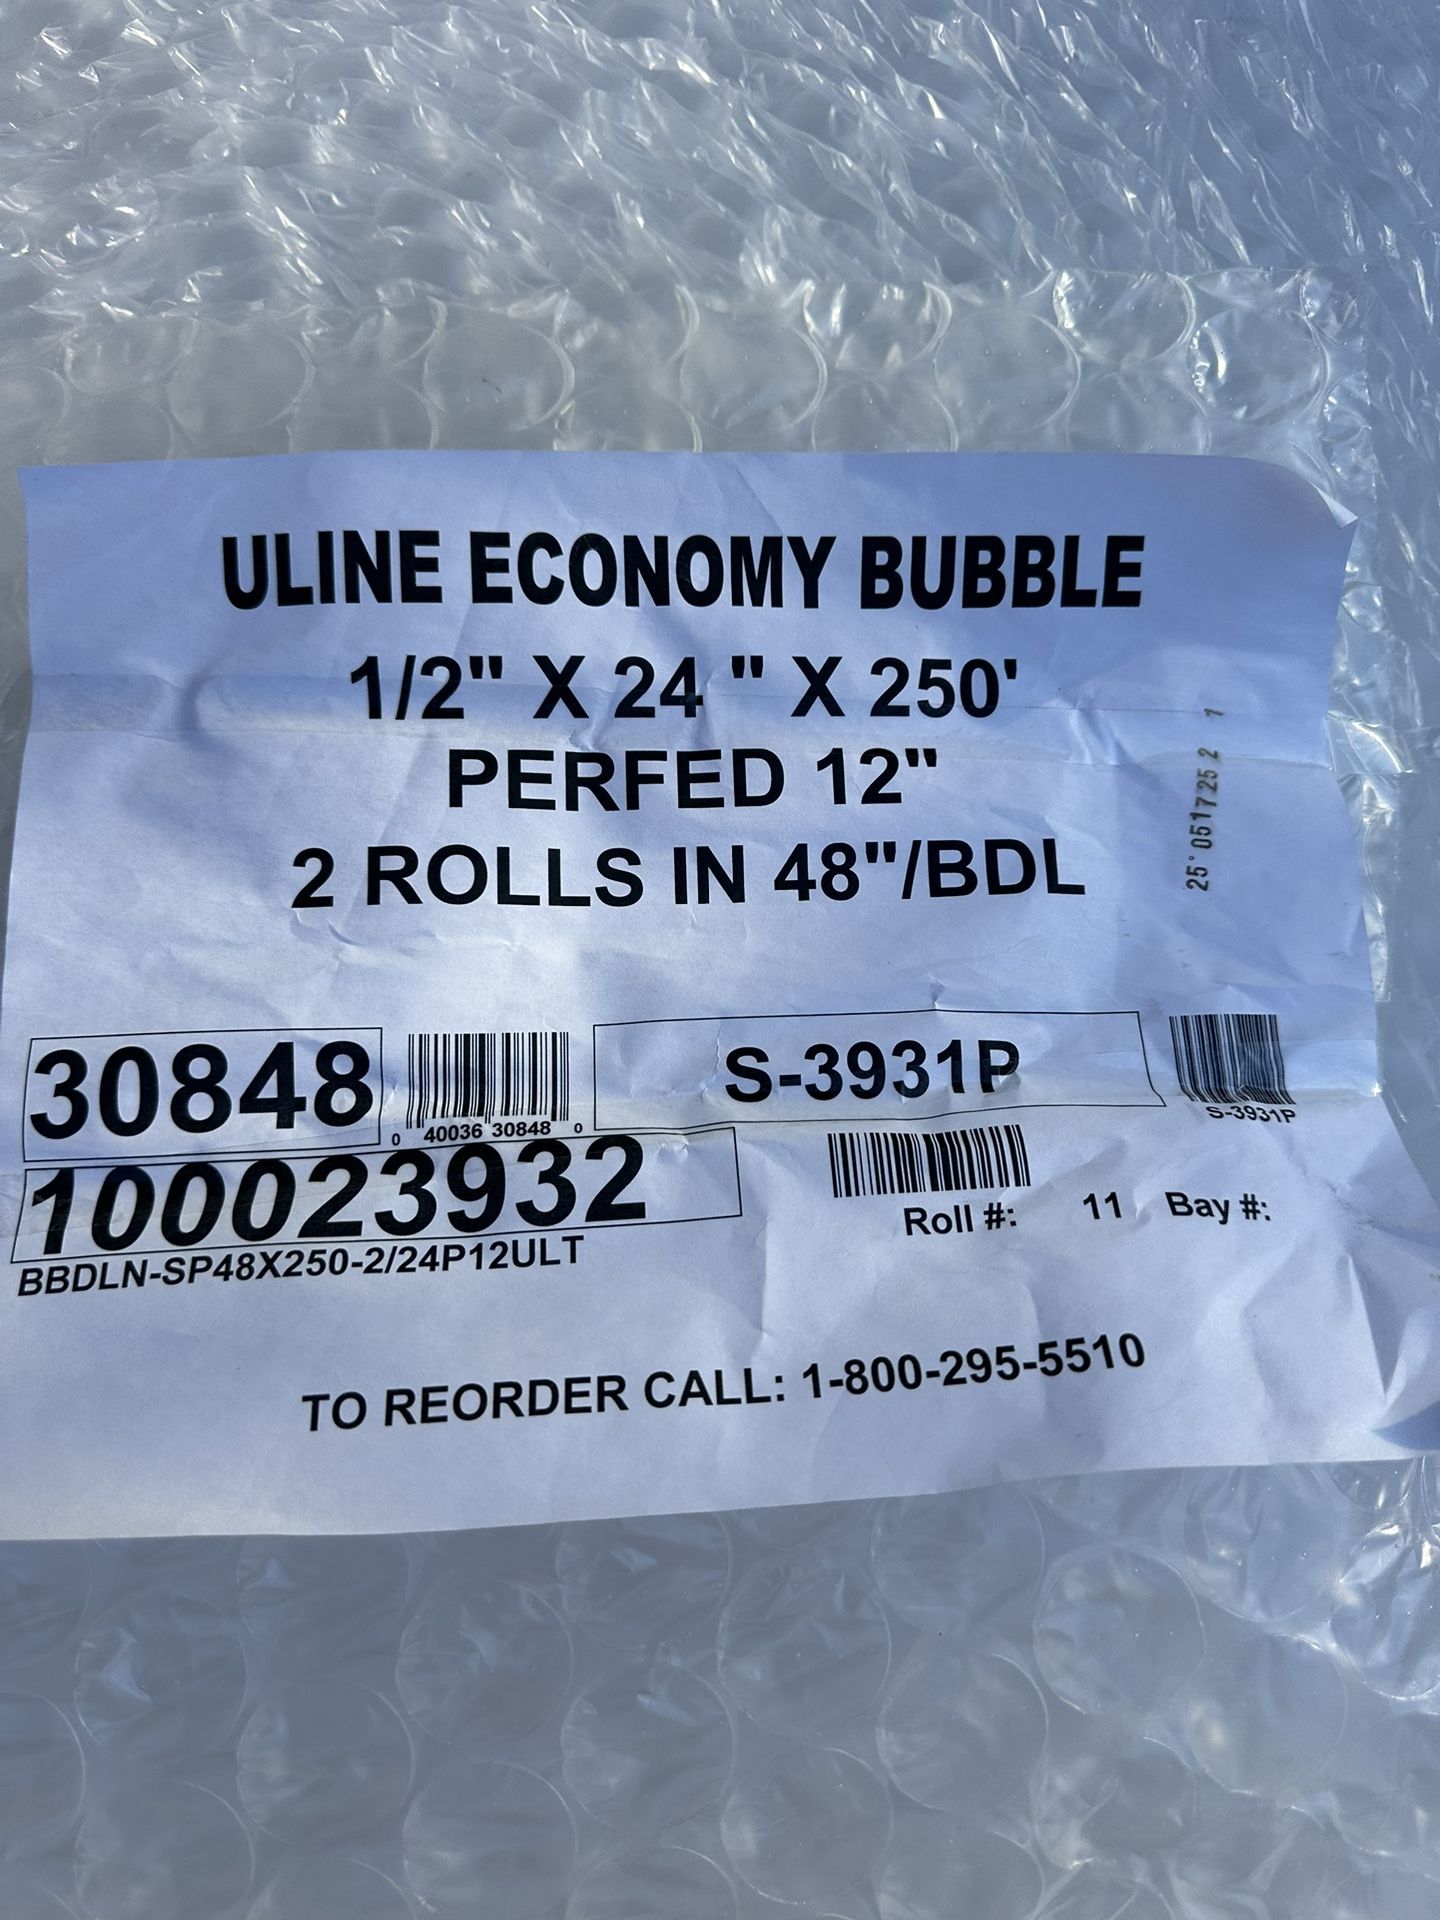 ULINE ECONOMY BUBBLE
1/2" X 24 " X 250'
PERFED 12"
2 ROLLS IN 48"/BDL
25° 051725 2 1
30848
0 40036 30848 0
S-3931P
S-3931P
100023932
BBDLN-SP48X250-2/24P12ULT
Roll #: 11 Bay #:
TO REORDER CALL: 1-800-295-5510